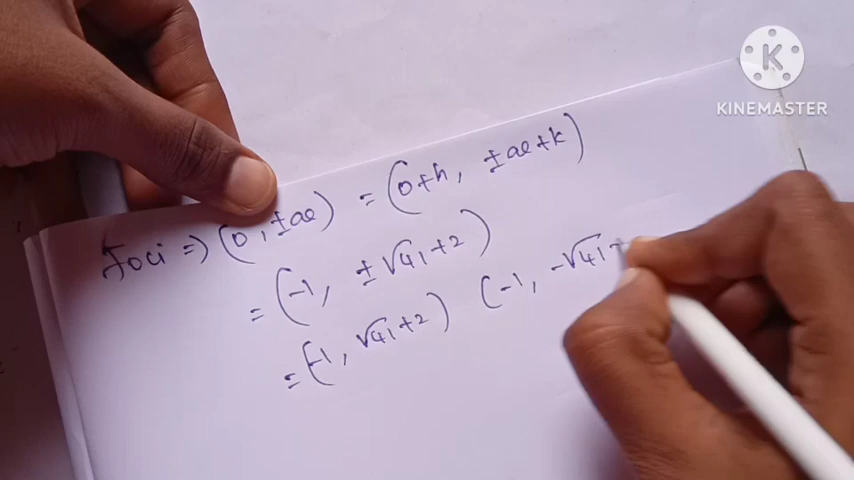 K
KINEMASTER
Foci => (0, ±ae) = (0+h, ±ae+k)
= (-1, ±√41+2)
= (-1, √41+2) (-1, -√41+